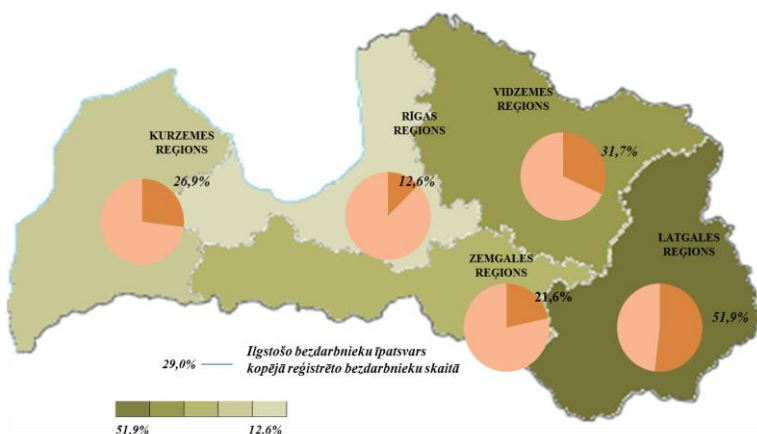 VIDZEMES
REĢIONS
31,7%
RĪGAS
REĢIONS
12,6%
KURZEMES
REĢIONS
26,9%
LATGALES
REĢIONS
51,9%
ZEMGALES
REĢIONS
21,6%
29,0%
Ilgstošo bezdarbnieku īpatsvars
kopējā reģistrēto bezdarbnieku skaitā
51,9%
12,6%